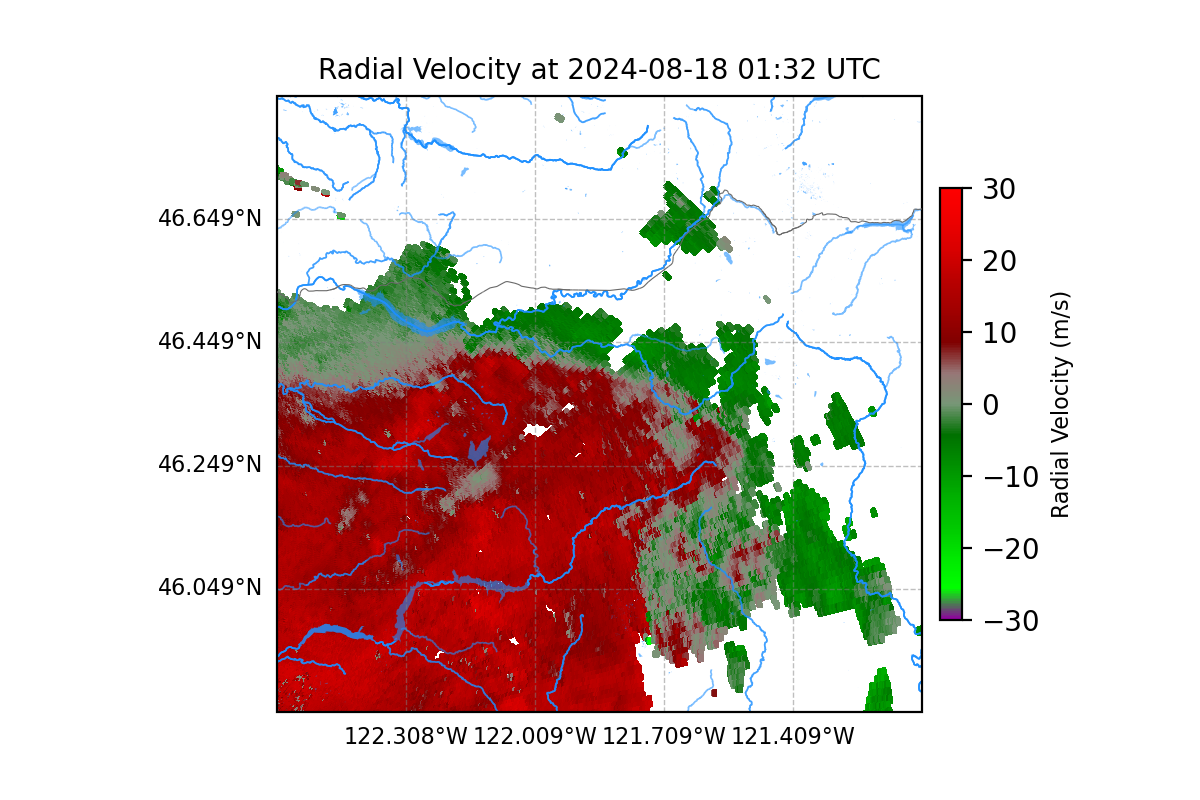 Radial Velocity at 2024-08-18 01:32 UTC
46.649°N
46.449°N
46.249°N
46.049°N
122.308°W 122.009°W 121.709°W 121.409°W
30
20
10
0
−10
−20
−30
Radial Velocity (m/s)